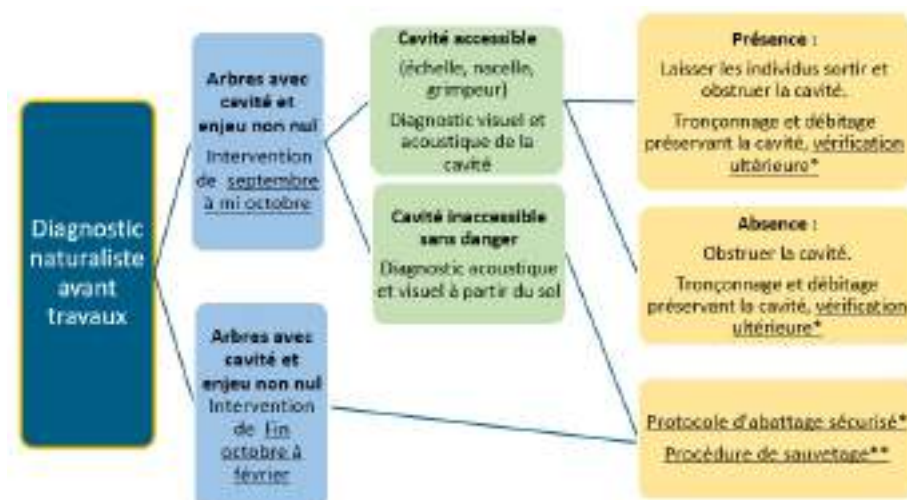 Diagnostic
naturaliste
avant
travaux
Arbres avec
cavité et
enjeu non nul
Intervention
de septembre
à mi octobre
Arbres avec
cavité et
enjeu non nul
Intervention
de fin
octobre à
février
Cavité accessible
(échelle, nacelle,
grimpeur)
Diagnostic visuel et
acoustique de la
cavité
Cavité inaccessible
sans danger
Diagnostic acoustique
et visuel à partir du sol
Présence :
Laisser les individus sortir et
obstruer la cavité.
Tronçonnage et débitage
préservant la cavité, vérification
ultérieure*
Absence :
Obstruer la cavité.
Tronçonnage et débitage
préservant la cavité, vérification
ultérieure*
Protocole d'abattage sécurisé*
Procédure de sauvetage**